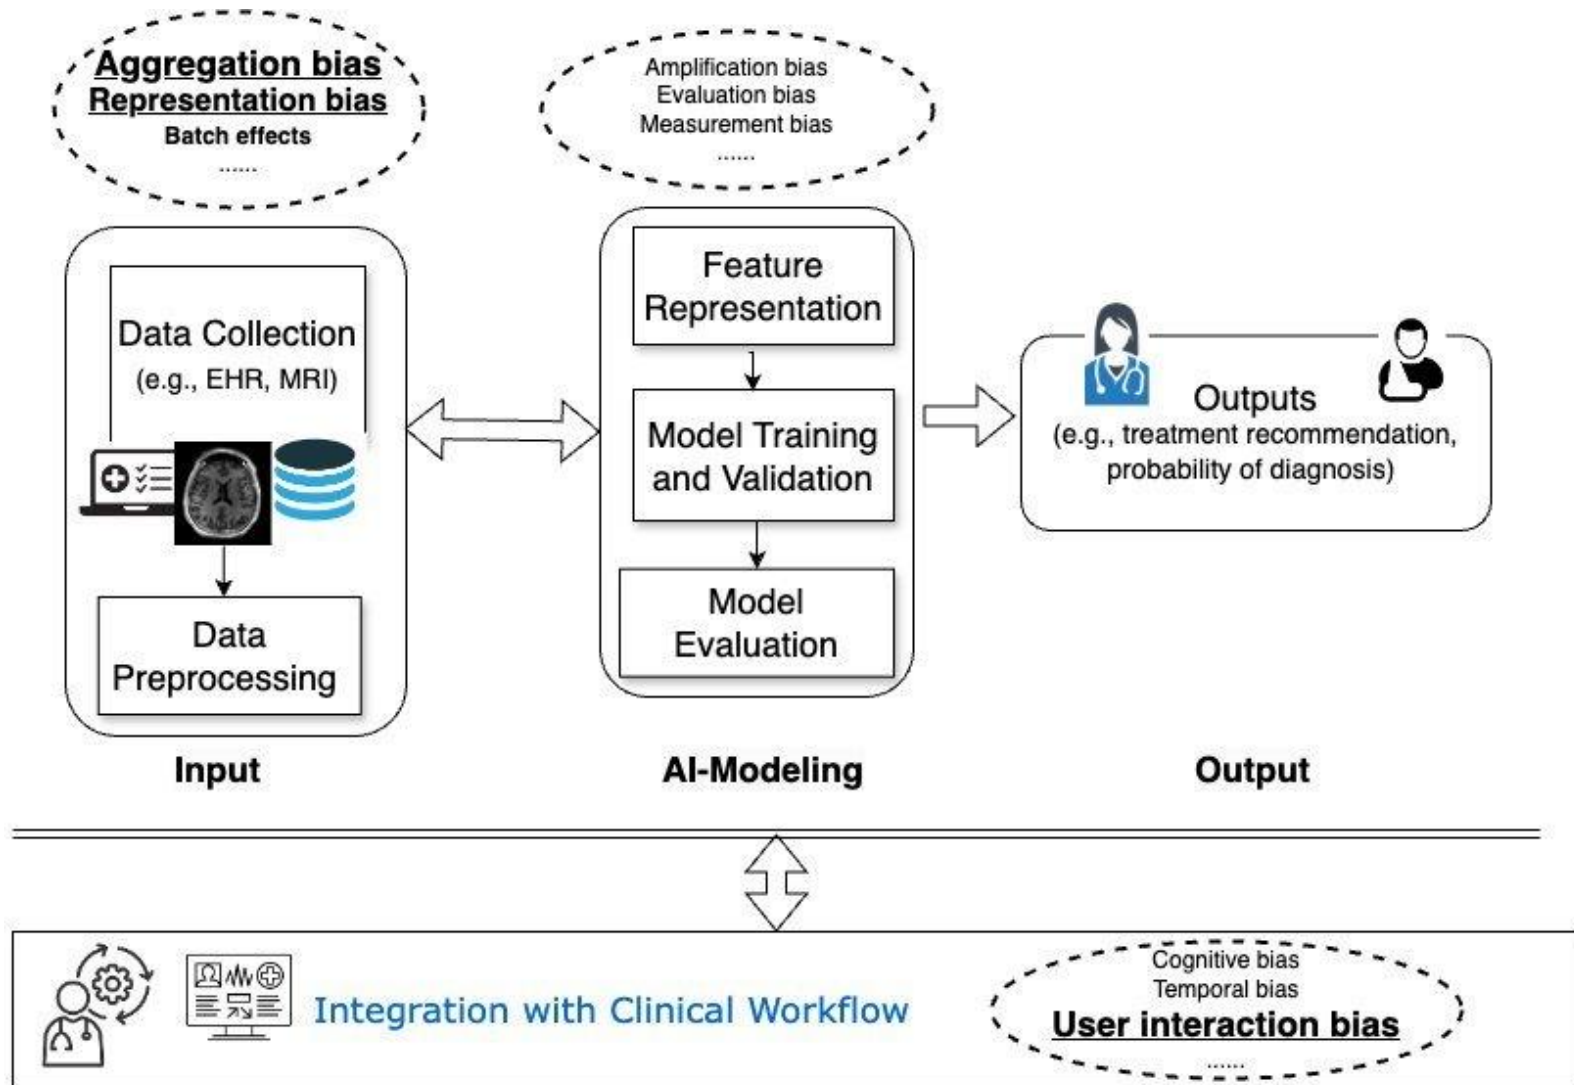 Aggregation bias
Representation bias
Batch effects
......
Amplification bias
Evaluation bias
Measurement bias
......
Data Collection
(e.g., EHR, MRI)
Data
Preprocessing
Input
Feature
Representation
Model Training
and Validation
Model
Evaluation
AI-Modeling
Outputs
(e.g., treatment recommendation,
probability of diagnosis)
Output
Integration with Clinical Workflow
Cognitive bias
Temporal bias
User interaction bias
......